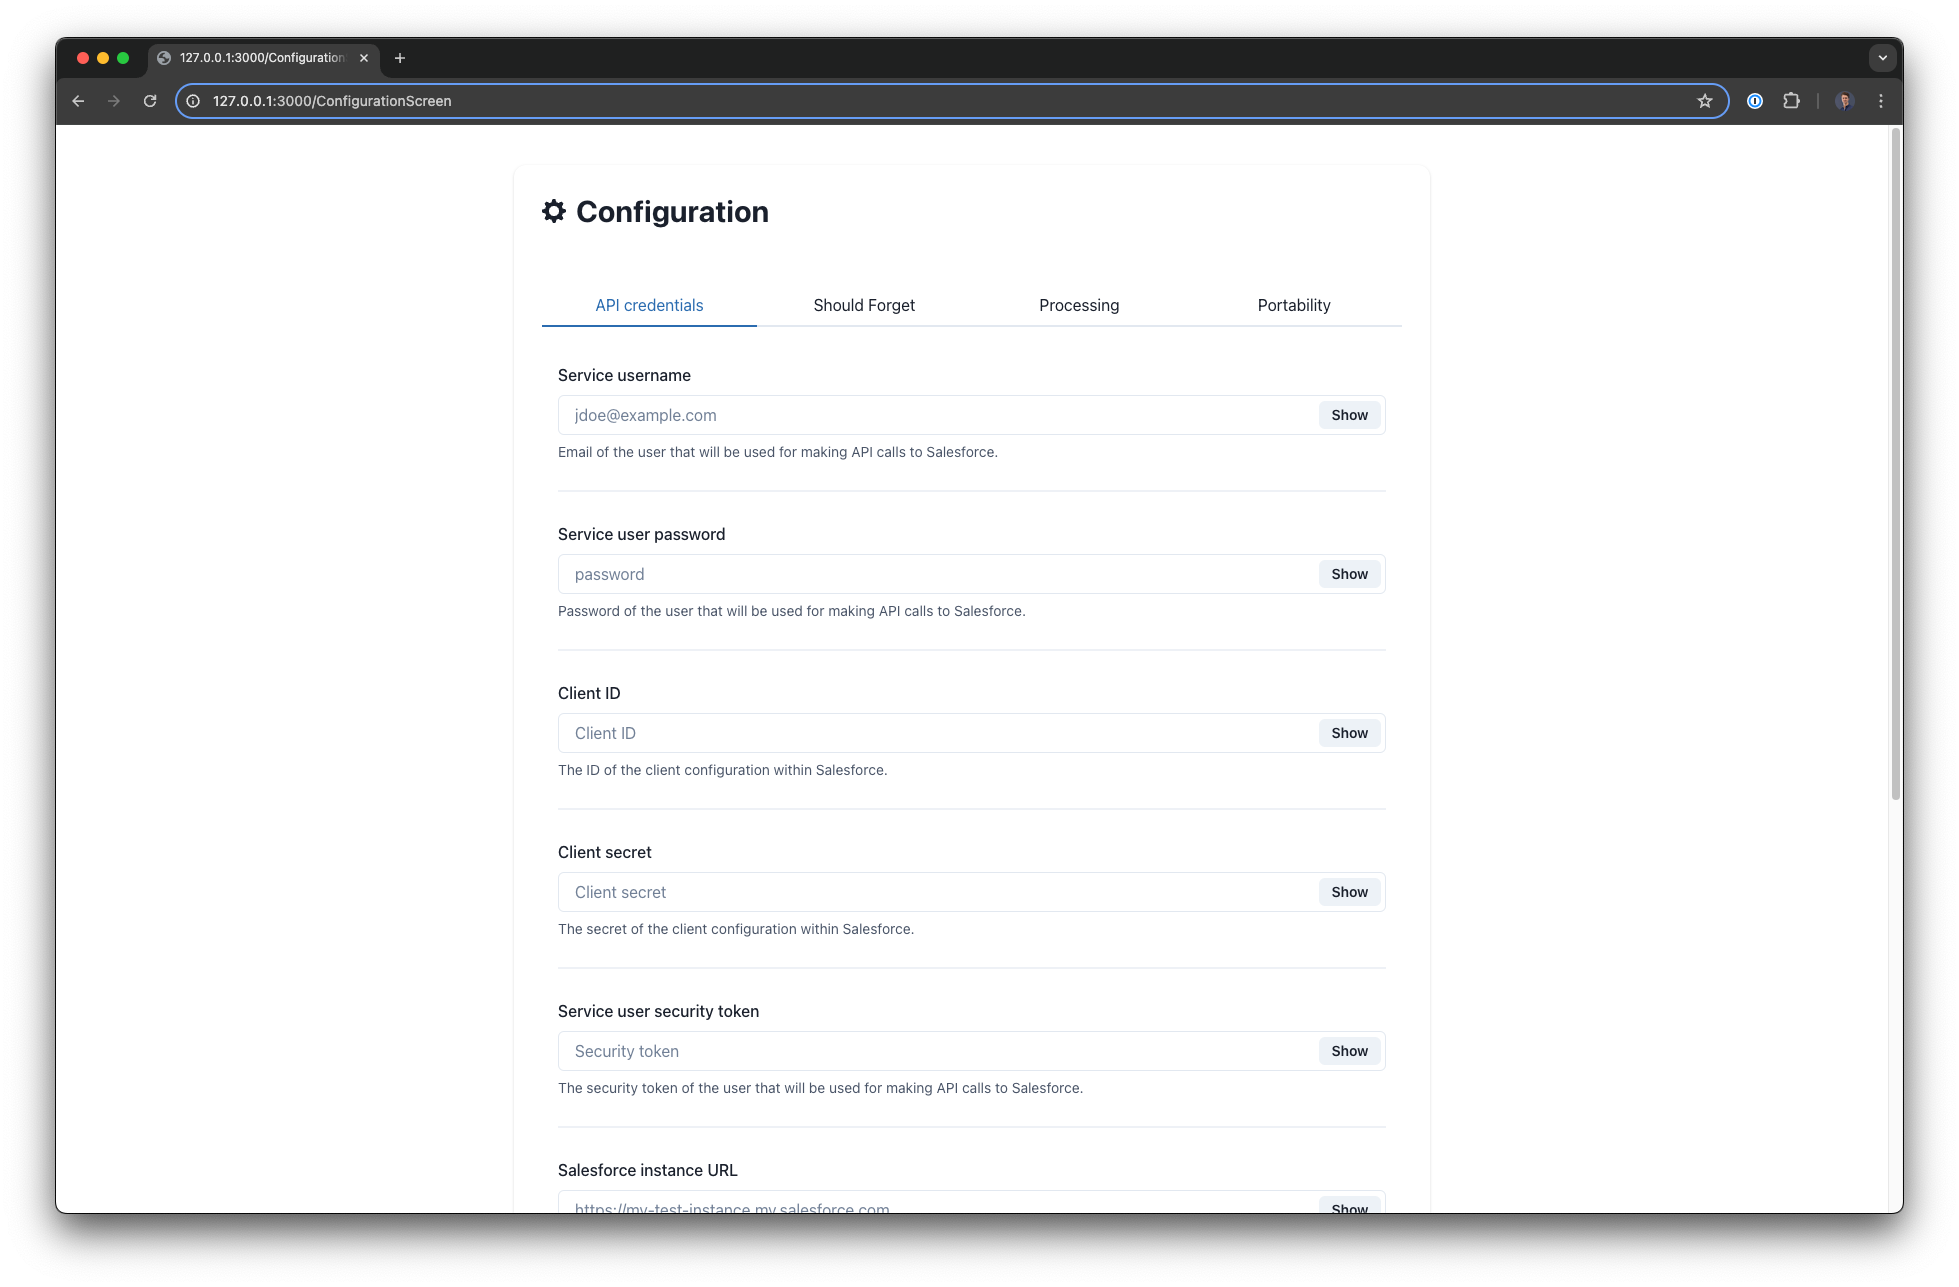 127.0.0.1:3000/Configuration
127.0.0.1:3000/ConfigurationScreen
Configuration
API credentials Should Forget Processing Portability
Service username
jdoe@example.com Show
Email of the user that will be used for making API calls to Salesforce.
Service user password
password Show
Password of the user that will be used for making API calls to Salesforce.
Client ID
Client ID Show
The ID of the client configuration within Salesforce.
Client secret
Client secret Show
The secret of the client configuration within Salesforce.
Service user security token
Security token Show
The security token of the user that will be used for making API calls to Salesforce.
Salesforce instance URL
https://my-test-instance.my.salesforce.com Show